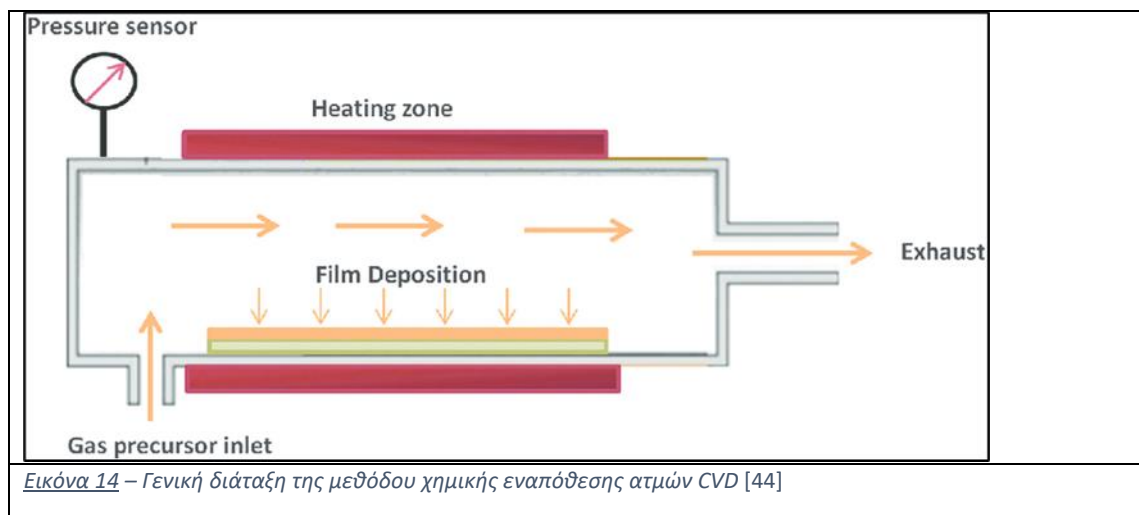 Pressure sensor
Heating zone
Exhaust
Film Deposition
Gas precursor inlet
Εικόνα 14 – Γενική διάταξη της μεθόδου χημικής εναπόθεσης ατμών CVD [44]